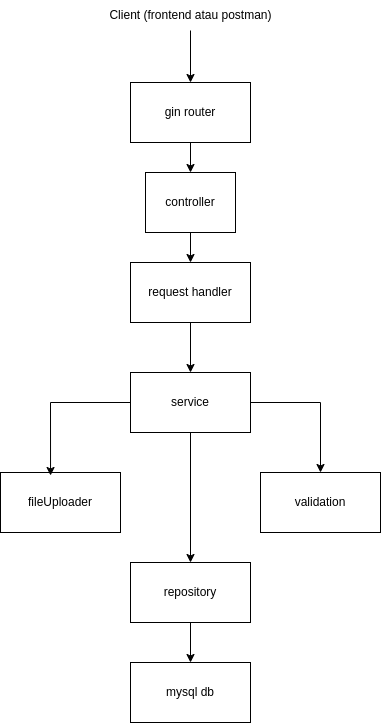 Client (frontend atau postman)
gin router
controller
request handler
service
fileUploader
validation
repository
mysql db